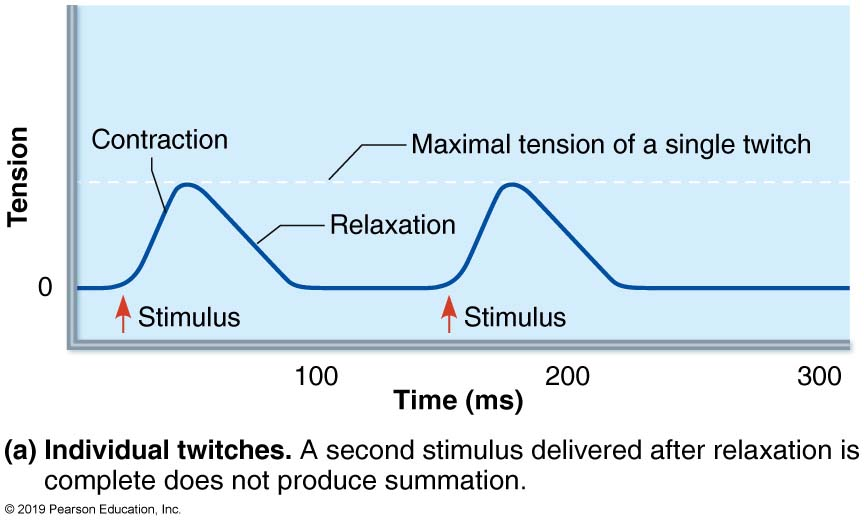 Contraction
Maximal tension of a single twitch
Tension
Relaxation
0
Stimulus
Stimulus
100
200
300
Time (ms)
(a) Individual twitches. A second stimulus delivered after relaxation is
complete does not produce summation.
© 2019 Pearson Education, Inc.